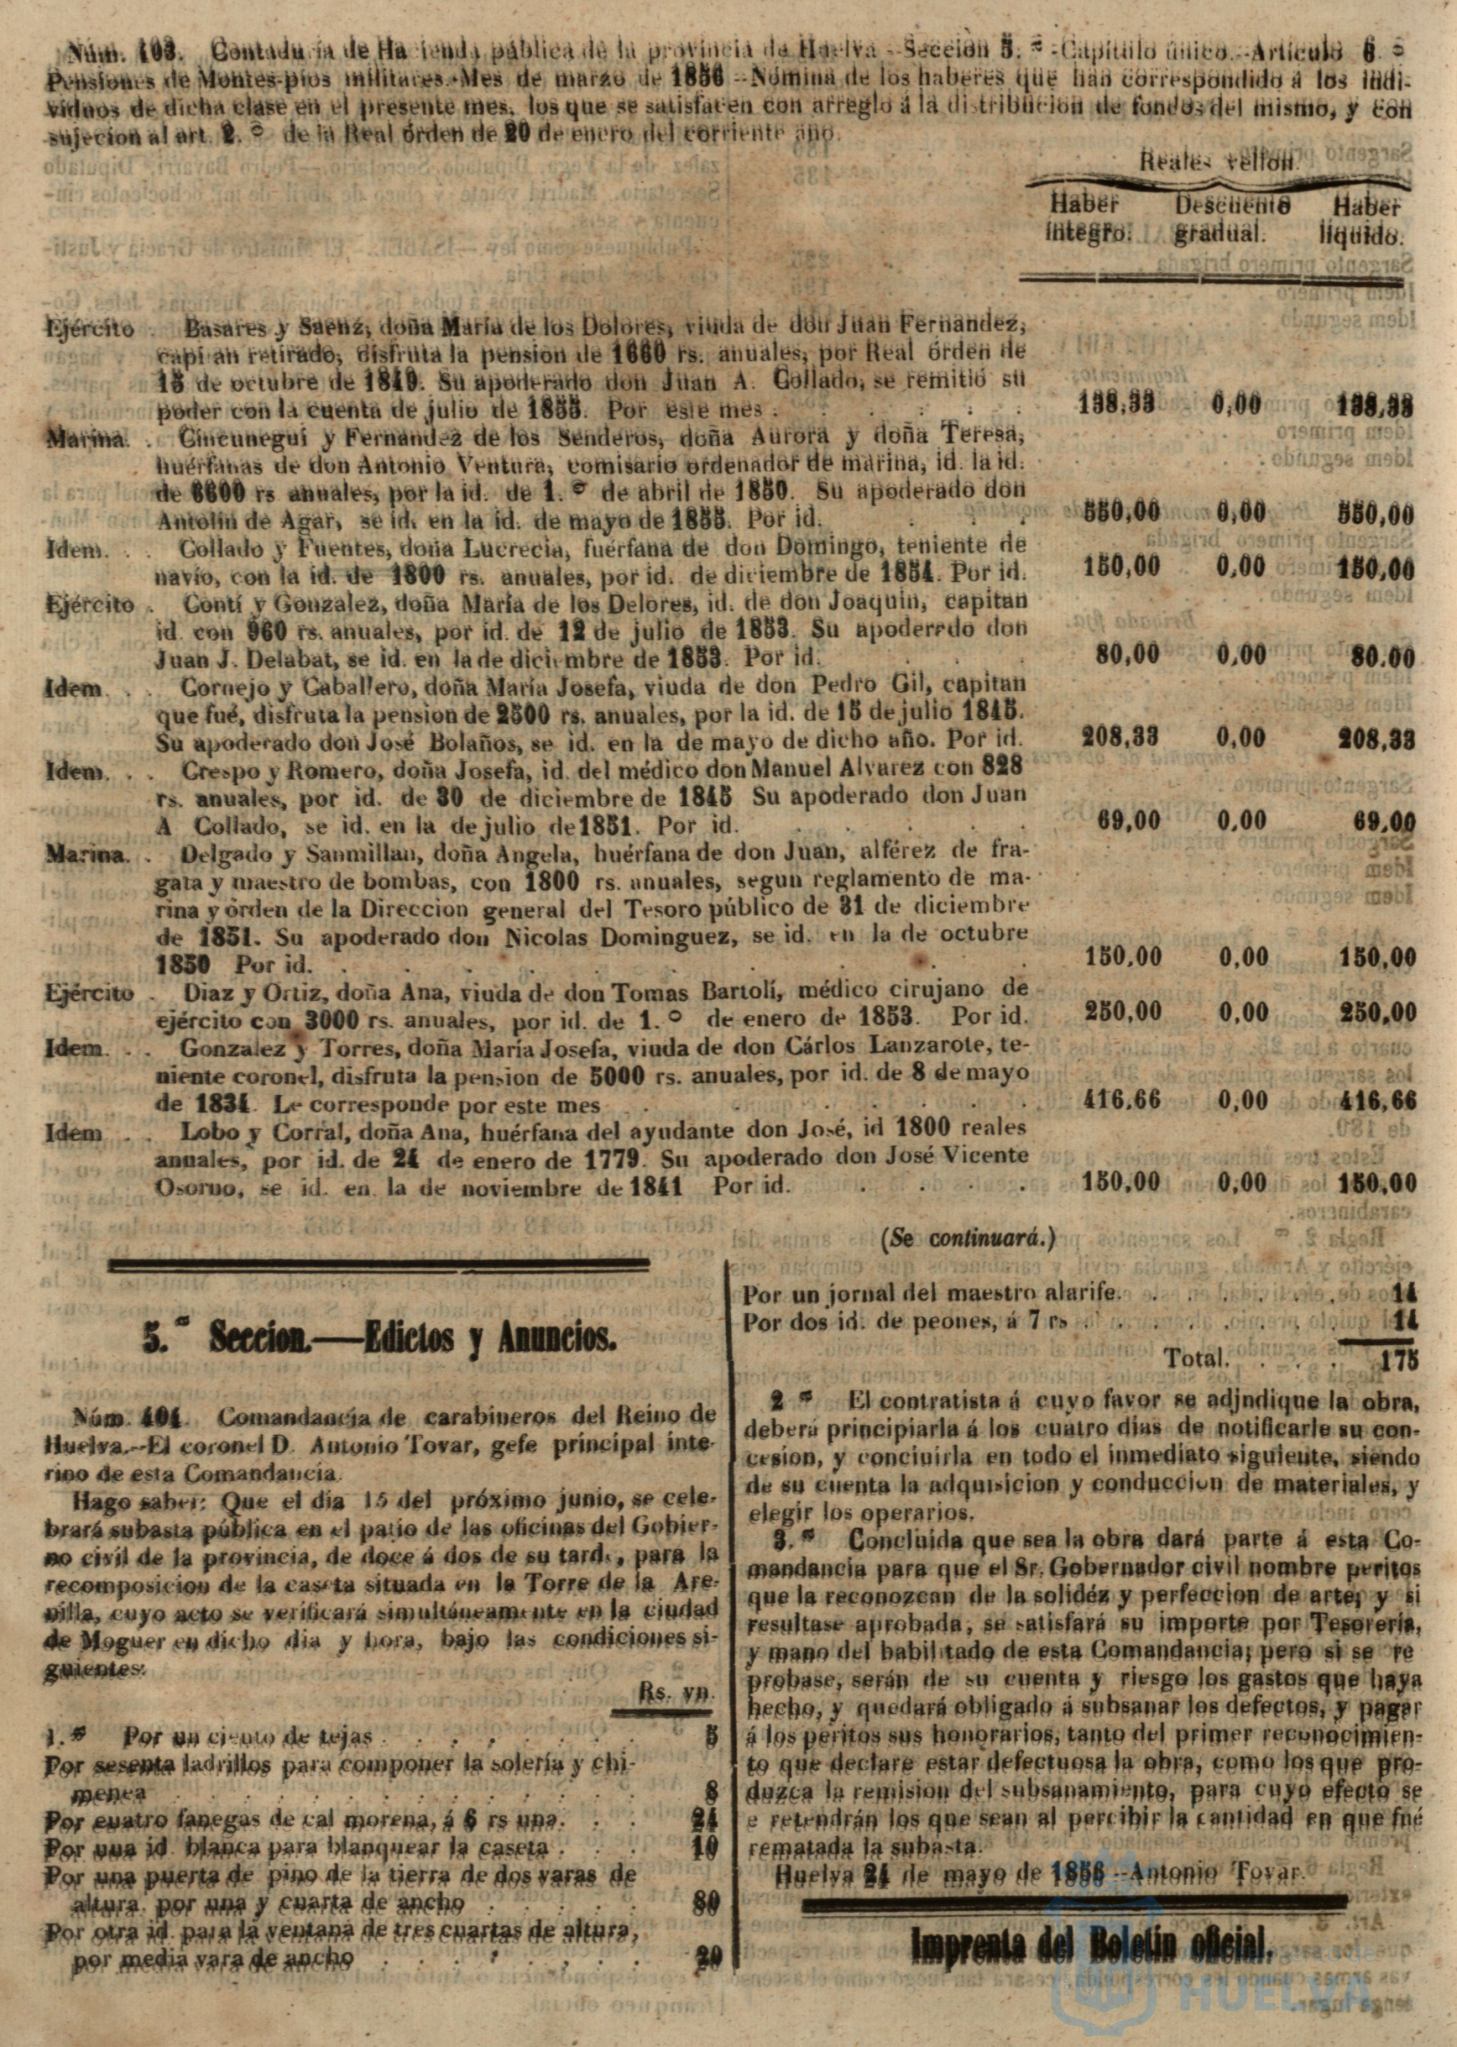 Núm. 403. Contaduría de Hacienda pública de la provincia de Huelva.—Seccion 5.ª—Capítulo único.—Artículo 6.º
Pensiones de Montes-píos militares.—Mes de marzo de 1856—Nómina de los haberes que han correspondido á los indi-
viduos de dicha clase en el presente mes, los que se satisfacen con arreglo á la distribucion de fondos del mismo, y con
sujecion al art. 2.º de la Real órden de 20 de enero del corriente año.
Reales vellon.
Haber Descuento Haber
íntegro. gradual. líquido.
Ejército . Basares y Saenz, doña María de los Dolores, viuda de don Juan Fernandez,
capitan retirado, disfruta la pension de 1660 rs. anuales, por Real órden de
15 de octubre de 1849. Su apoderado don Juan A. Collado, se remitió su
poder con la cuenta de julio de 1855. Por este mes . . . . . 138,33 0,00 138,33
Marina. . Cincunegui y Fernandez de los Senderos, doña Aurora y doña Teresa,
huérfanas de don Antonio Ventura, comisario ordenador de marina, id. la id.
de 6600 rs anuales, por la id. de 1.º de abril de 1850. Su apoderado don
Antolin de Agar, se id. en la id. de mayo de 1855. Por id. . . . 550,00 0,00 550,00
Idem. . . Collado y Fuentes, doña Lucrecia, fuérfana de don Domingo, teniente de
navío, con la id. de 1800 rs. anuales, por id. de diciembre de 1854. Por id. 150,00 0,00 150,00
Ejército . Conti y Gonzalez, doña María de los Delores, id. de don Joaquin, capitan
id. con 960 rs. anuales, por id. de 12 de julio de 1853. Su apoderedo don
Juan J. Delabat, se id. en la de diciembre de 1853. Por id. . . . 80,00 0,00 80.00
Idem . . Cornejo y Caballero, doña María Josefa, viuda de don Pedro Gil, capitan
que fué, disfruta la pension de 2500 rs. anuales, por la id. de 15 de julio 1845.
Su apoderado don José Bolaños, se id. en la de mayo de dicho año. Por id. 208,33 0,00 208,33
Idem. . . Crespo y Romero, doña Josefa, id. del médico don Manuel Alvarez con 828
rs. anuales, por id. de 30 de diciembre de 1845 Su apoderado don Juan
A Collado, se id. en la de julio de 1851. Por id. . . . . . 69,00 0,00 69,00
Marina. . Delgado y Sanmillan, doña Angela, huérfana de don Juan, alférez de fra-
gata y maestro de bombas, con 1800 rs. anuales, segun reglamento de ma-
rina y órden de la Direccion general del Tesoro público de 31 de diciembre
de 1851. Su apoderado don Nicolas Dominguez, se id. en la de octubre
1850 Por id. . . . . . . . . . . . 150,00 0,00 150,00
Ejército . Diaz y Ortiz, doña Ana, viuda de don Tomas Bartolí, médico cirujano de
ejército con 3000 rs. anuales, por id. de 1.º de enero de 1853. Por id. 250,00 0,00 250,00
Idem. . . Gonzalez y Torres, doña María Josefa, viuda de don Cárlos Lanzarote, te-
niente coronel, disfruta la pension de 5000 rs. anuales, por id. de 8 de mayo
de 1834. Le corresponde por este mes . . . . . . 416.66 0,00 416,66
Idem . . Lobo y Corral, doña Ana, huérfana del ayudante don José, id 1800 reales
anuales, por id. de 24 de enero de 1779. Su apoderado don José Vicente
Osorno, se id. en la de noviembre de 1841 Por id. . . . . 150,00 0,00 150,00
(Se continuará.)
5.ª Seccion.—Edictos y Anuncios.
Núm. 404. Comandancia de carabineros del Reino de
Huelva.—El coronel D. Antonio Tovar, gefe principal inte-
rino de esta Comandancia.
Hago saber: Que el dia 15 del próximo junio, se cele-
brará subasta pública en el patio de las oficinas del Gobier-
no civil de la provincia, de doce á dos de su tarde, para la
recomposicion de la caseta situada en la Torre de la Are-
nilla, cuyo acto se verificará simultáneamente en la ciudad
de Moguer en dicho dia y hora, bajo las condiciones si-
guientes:
Rs. vn.
1.ª Por un ciento de tejas . . . . . . . 5
Por sesenta ladrillos para componer la solería y chi-
menea . . . . . . . . . . 8
Por cuatro fanegas de cal morena, á 6 rs una. . . 24
Por una id blanca para blanquear la caseta . . . 10
Por una puerta de pino de la tierra de dos varas de
altura por una y cuarta de ancho . . . . . 80
Por otra id para la ventana de tres cuartas de altura,
por media vara de ancho . . . . . . 20
Por un jornal del maestro alarife. . . . . . . 14
Por dos id. de peones, á 7 rs . . . . . . . 14
Total. . . . 175
2.ª El contratista á cuyo favor se adjndique la obra,
deberá principiarla á los cuatro dias de notificarle su con-
cesion, y concluirla en todo el inmediato siguiente, siendo
de su cuenta la adquisicion y conduccion de materiales, y
elegir los operarios.
3.ª Concluida que sea la obra dará parte á esta Co-
mandancia para que el Sr. Gobernador civil nombre peritos
que la reconozcan de la solidéz y perfeccion de arte, y si
resultase aprobada, se satisfará su importe por Tesorería,
y mano del habilitado de esta Comandancia; pero si se re
probase, serán de su cuenta y riesgo los gastos que haya
hecho, y quedará obligado á subsanar los defectos, y pagar
á los peritos sus honorarios, tanto del primer reconocimien-
to que declare estar defectuosa la obra, como los que pro-
duzca la remision del subsanamiento, para cuyo efecto se
e retendrán los que sean al percibir la cantidad en que fué
rematada la subasta.
Huelva 24 de mayo de 1856—Antonio Tovar.
Imprenta del Boletin oficial.
HUELVA